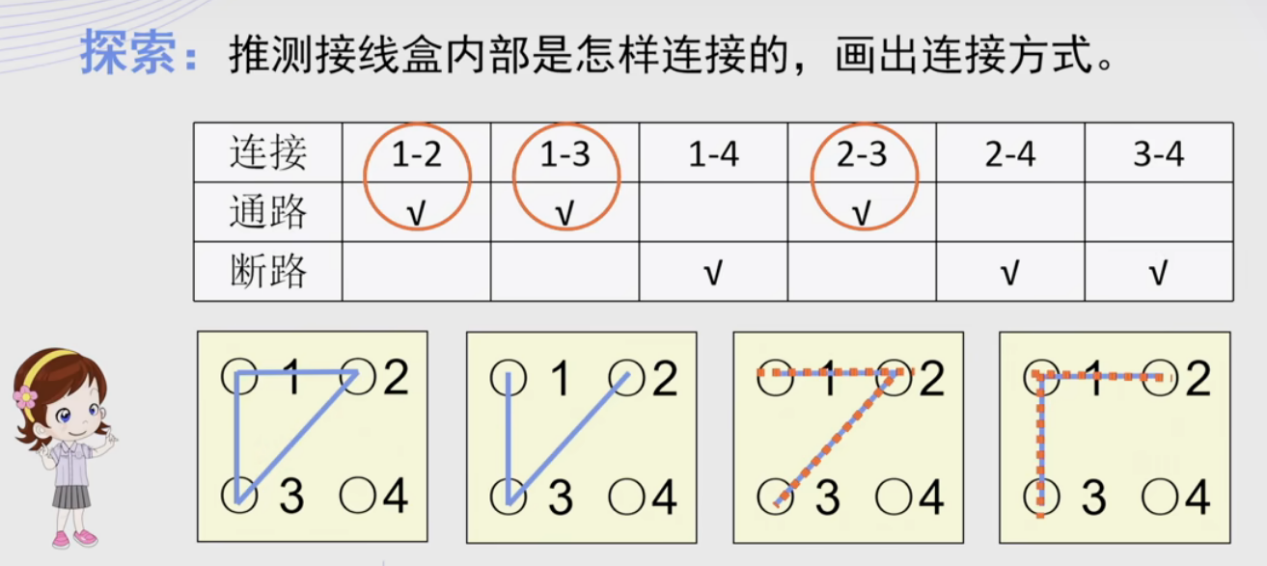 探索：推测接线盒内部是怎样连接的，画出连接方式。
连接 1-2 1-3 1-4 2-3 2-4 3-4
通路 √ √ √
断路 √ √ √
1 2 1 2 1 2 1 2
3 4 3 4 3 4 3 4